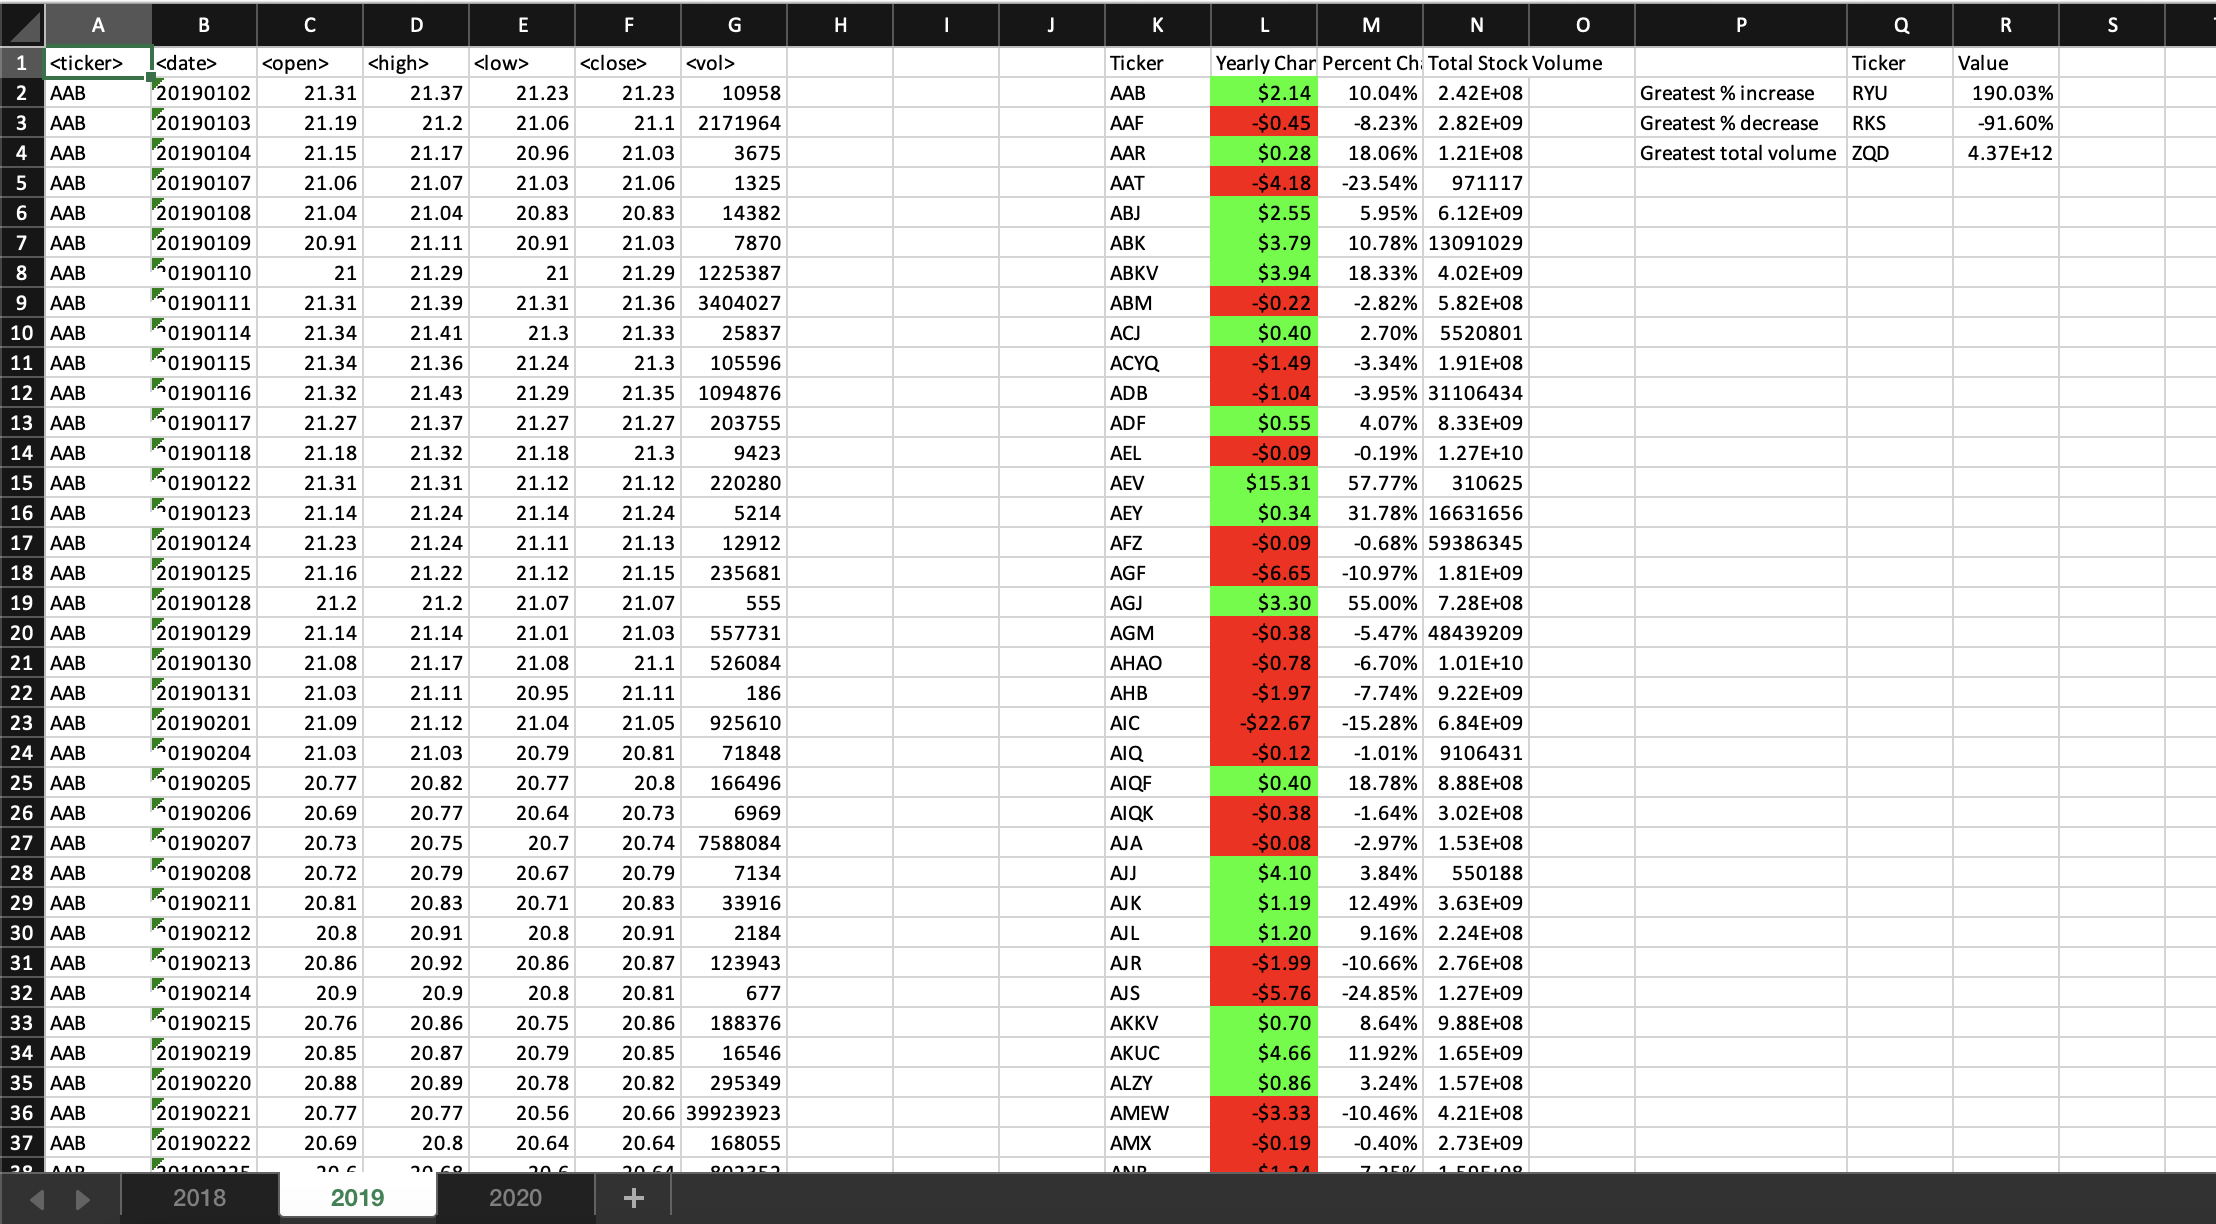 A B C D E F G H I J K L M N O P Q R S
1 <ticker> <date> <open> <high> <low> <close> <vol> Ticker Yearly Char Percent Ch Total Stock Volume Ticker Value
2 AAB 20190102 21.31 21.37 21.23 21.23 10958 AAB $2.14 10.04% 2.42E+08 Greatest % increase RYU 190.03%
3 AAB 20190103 21.19 21.2 21.06 21.1 2171964 AAF -$0.45 -8.23% 2.82E+09 Greatest % decrease RKS -91.60%
4 AAB 20190104 21.15 21.17 20.96 21.03 3675 AAR $0.28 18.06% 1.21E+08 Greatest total volume ZQD 4.37E+12
5 AAB 20190107 21.06 21.07 21.03 21.06 1325 AAT -$4.18 -23.54% 971117
6 AAB 20190108 21.04 21.04 20.83 20.83 14382 ABJ $2.55 5.95% 6.12E+09
7 AAB 20190109 20.91 21.11 20.91 21.03 7870 ABK $3.79 10.78% 13091029
8 AAB 20190110 21 21.29 21 21.29 1225387 ABKV $3.94 18.33% 4.02E+09
9 AAB 20190111 21.31 21.39 21.31 21.36 3404027 ABM -$0.22 -2.82% 5.82E+08
10 AAB 20190114 21.34 21.41 21.3 21.33 25837 ACJ $0.40 2.70% 5520801
11 AAB 20190115 21.34 21.36 21.24 21.3 105596 ACYQ -$1.49 -3.34% 1.91E+08
12 AAB 20190116 21.32 21.43 21.29 21.35 1094876 ADB -$1.04 -3.95% 31106434
13 AAB 20190117 21.27 21.37 21.27 21.27 203755 ADF $0.55 4.07% 8.33E+09
14 AAB 20190118 21.18 21.32 21.18 21.3 9423 AEL -$0.09 -0.19% 1.27E+10
15 AAB 20190122 21.31 21.31 21.12 21.12 220280 AEV $15.31 57.77% 310625
16 AAB 20190123 21.14 21.24 21.14 21.24 5214 AEY $0.34 31.78% 16631656
17 AAB 20190124 21.23 21.24 21.11 21.13 12912 AFZ -$0.09 -0.68% 59386345
18 AAB 20190125 21.16 21.22 21.12 21.15 235681 AGF -$6.65 -10.97% 1.81E+09
19 AAB 20190128 21.2 21.2 21.07 21.07 555 AGJ $3.30 55.00% 7.28E+08
20 AAB 20190129 21.14 21.14 21.01 21.03 557731 AGM -$0.38 -5.47% 48439209
21 AAB 20190130 21.08 21.17 21.08 21.1 526084 AHAO -$0.78 -6.70% 1.01E+10
22 AAB 20190131 21.03 21.11 20.95 21.11 186 AHB -$1.97 -7.74% 9.22E+09
23 AAB 20190201 21.09 21.12 21.04 21.05 925610 AIC -$22.67 -15.28% 6.84E+09
24 AAB 20190204 21.03 21.03 20.79 20.81 71848 AIQ -$0.12 -1.01% 9106431
25 AAB 20190205 20.77 20.82 20.77 20.8 166496 AIQF $0.40 18.78% 8.88E+08
26 AAB 20190206 20.69 20.77 20.64 20.73 6969 AIQK -$0.38 -1.64% 3.02E+08
27 AAB 20190207 20.73 20.75 20.7 20.74 7588084 AJA -$0.08 -2.97% 1.53E+08
28 AAB 20190208 20.72 20.79 20.67 20.79 7134 AJJ $4.10 3.84% 550188
29 AAB 20190211 20.81 20.83 20.71 20.83 33916 AJK $1.19 12.49% 3.63E+09
30 AAB 20190212 20.8 20.91 20.8 20.91 2184 AJL $1.20 9.16% 2.24E+08
31 AAB 20190213 20.86 20.92 20.86 20.87 123943 AJR -$1.99 -10.66% 2.76E+08
32 AAB 20190214 20.9 20.9 20.8 20.81 677 AJS -$5.76 -24.85% 1.27E+09
33 AAB 20190215 20.76 20.86 20.75 20.86 188376 AKKV $0.70 8.64% 9.88E+08
34 AAB 20190219 20.85 20.87 20.79 20.85 16546 AKUC $4.66 11.92% 1.65E+09
35 AAB 20190220 20.88 20.89 20.78 20.82 295349 ALZY $0.86 3.24% 1.57E+08
36 AAB 20190221 20.77 20.77 20.56 20.66 39923923 AMEW -$3.33 -10.46% 4.21E+08
37 AAB 20190222 20.69 20.8 20.64 20.64 168055 AMX -$0.19 -0.40% 2.73E+09
2018 2019 2020 +